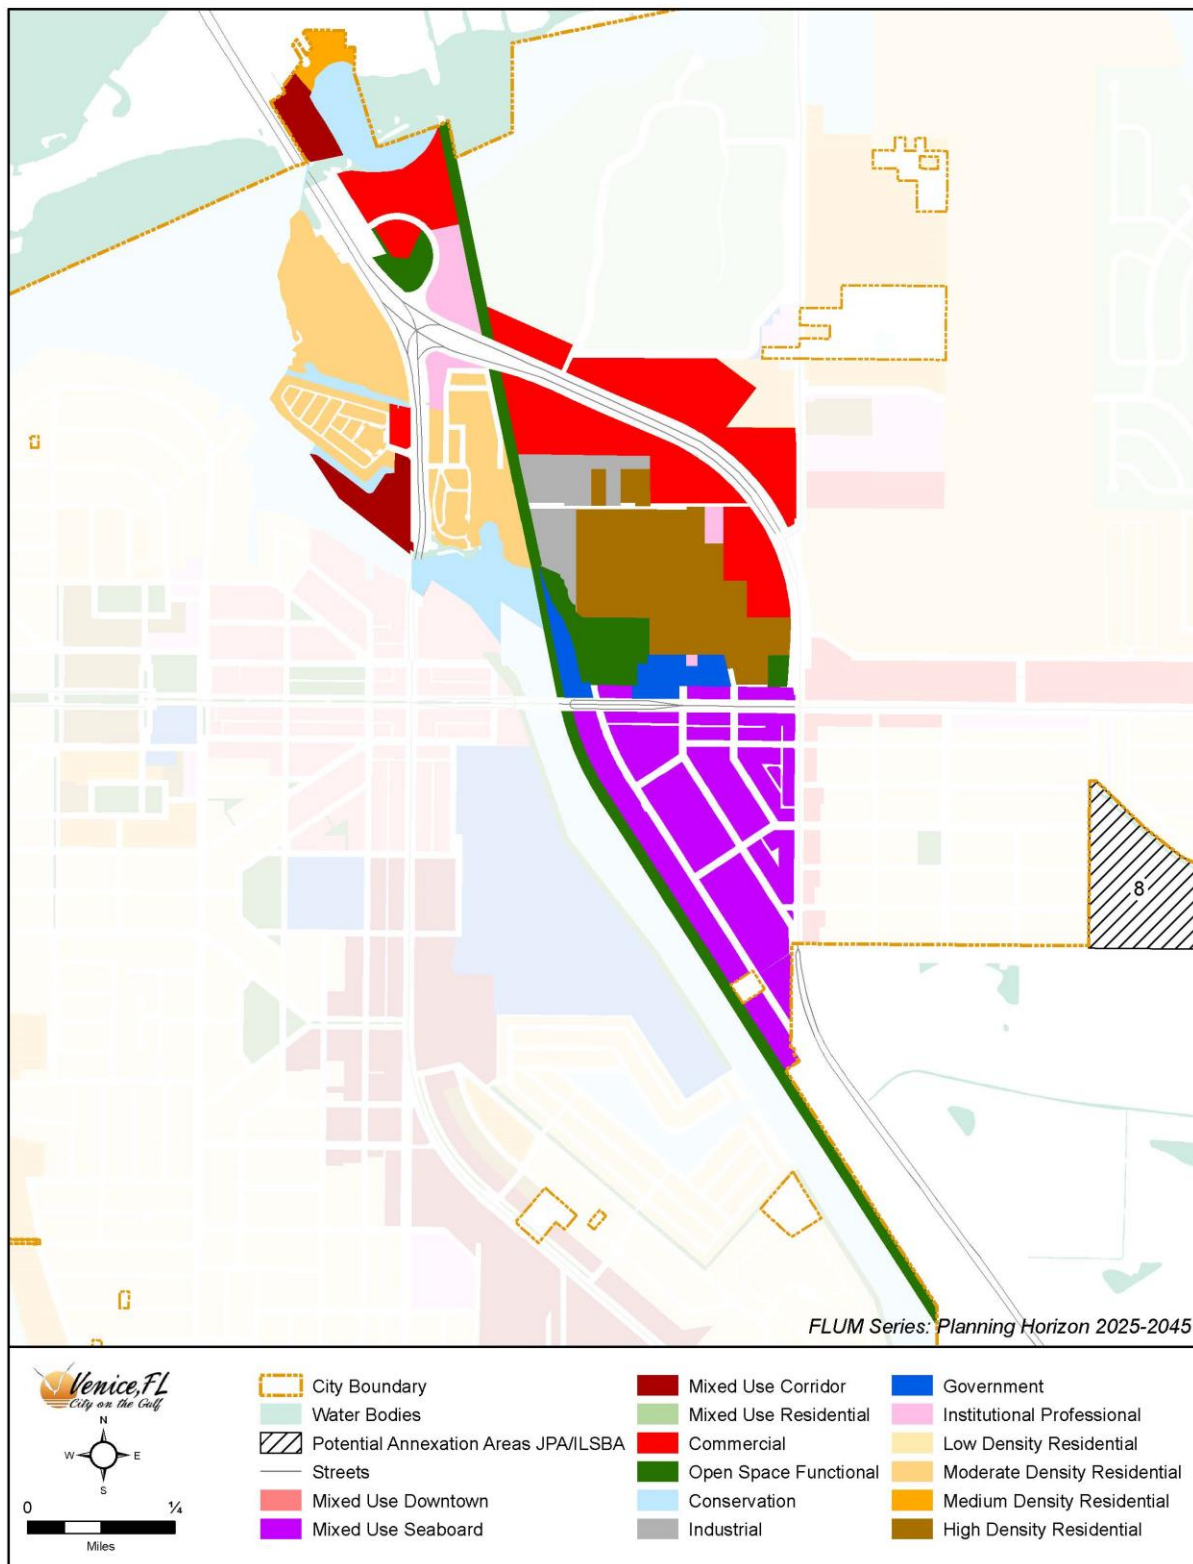 8
FLUM Series: Planning Horizon 2025-2045
Venice, FL
City on the Gulf
N
W E
S
0 ¼
Miles
City Boundary
Water Bodies
Potential Annexation Areas JPA/ILSBA
Streets
Mixed Use Downtown
Mixed Use Seaboard
Mixed Use Corridor
Mixed Use Residential
Commercial
Open Space Functional
Conservation
Industrial
Government
Institutional Professional
Low Density Residential
Moderate Density Residential
Medium Density Residential
High Density Residential